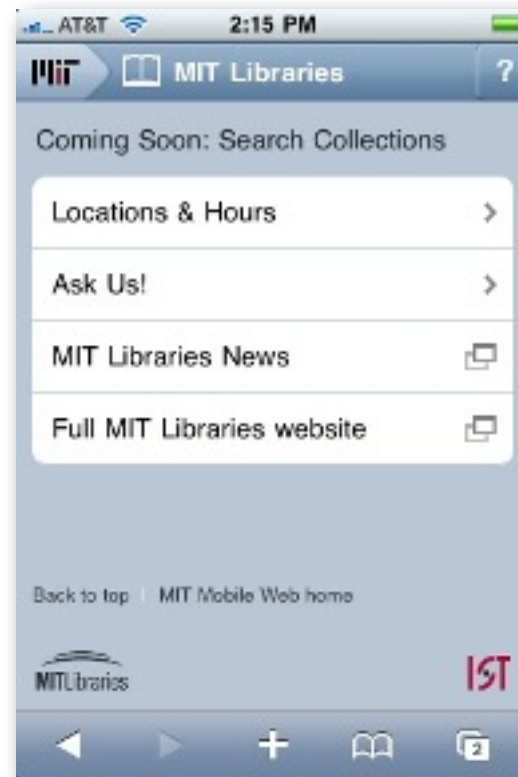 AT&T 2:15 PM
MIT MIT Libraries ?
Coming Soon: Search Collections
Locations & Hours
Ask Us!
MIT Libraries News
Full MIT Libraries website
Back to top | MIT Mobile Web home
MITLibraries IST
2